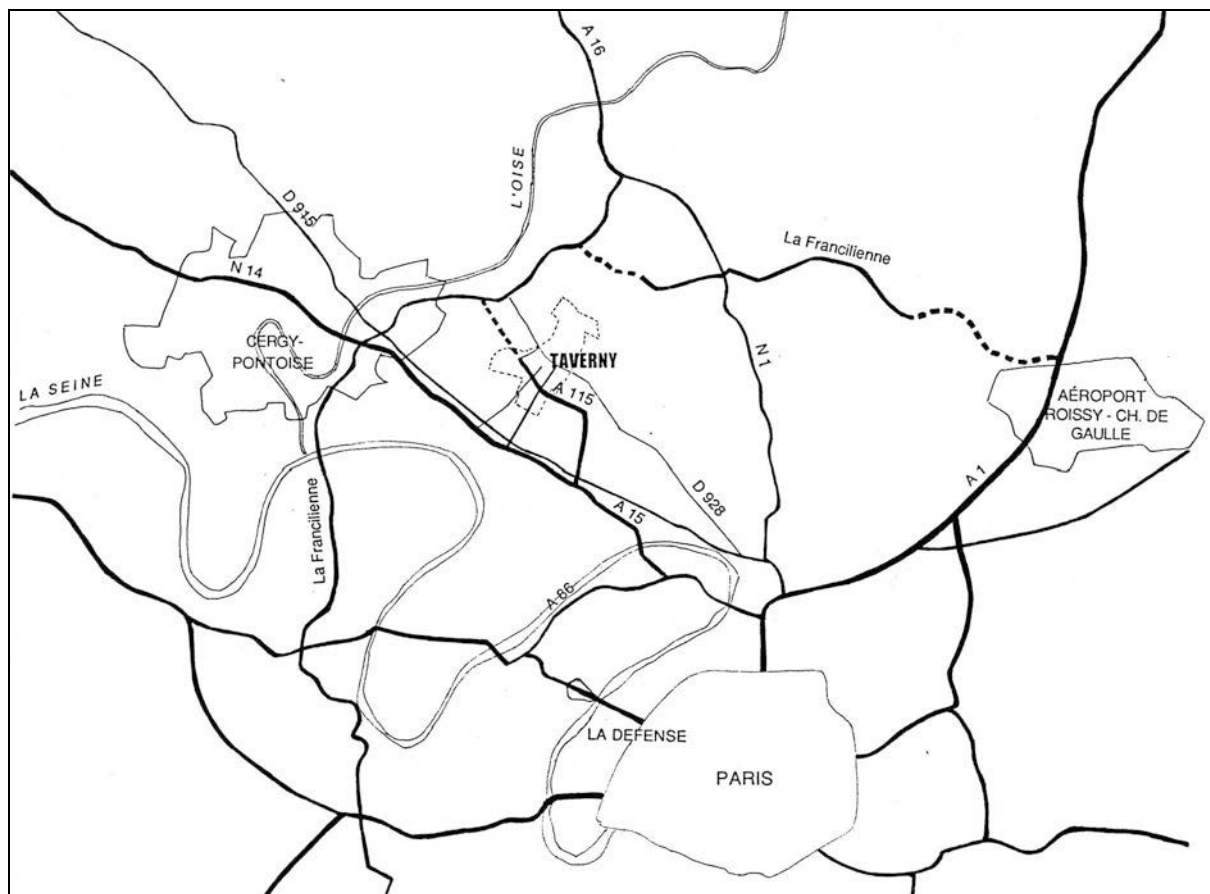 A 16
L'OISE
D 915
La Francilienne
N 14
CERGY-
PONTOISE
TAVERNY
N 1
LA SEINE
A 115
AÉROPORT
ROISSY - CH. DE
GAULLE
La Francilienne
A 15
D 928
A 1
A 86
LA DEFENSE
PARIS